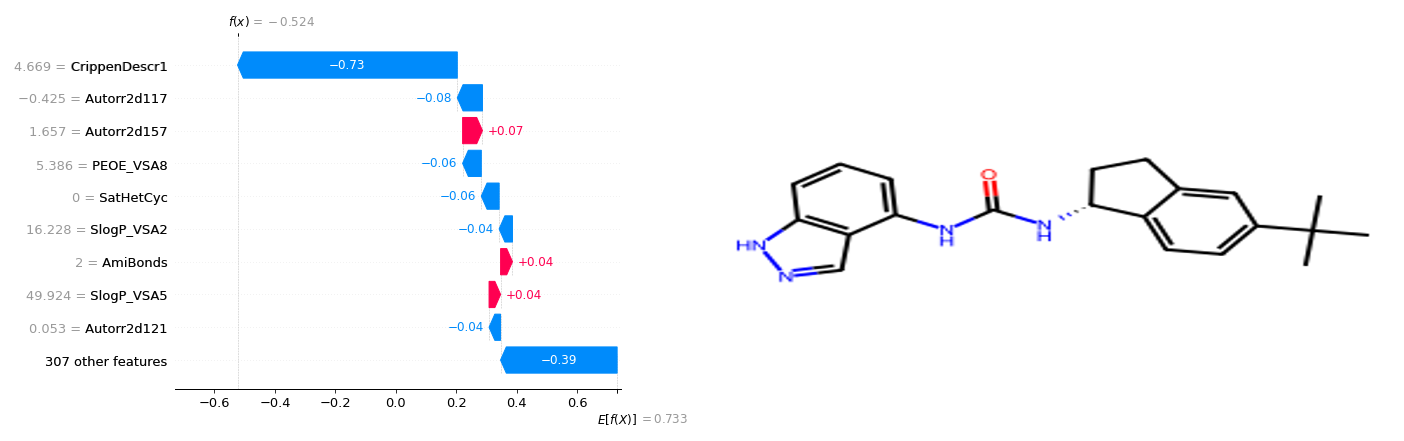 f(x) = −0.524
4.669 = CrippenDescr1
−0.73
−0.425 = Autorr2d117
−0.08
1.657 = Autorr2d157
+0.07
5.386 = PEOE_VSA8
−0.06
0 = SatHetCyc
−0.06
16.228 = SlogP_VSA2
−0.04
2 = AmiBonds
+0.04
49.924 = SlogP_VSA5
+0.04
0.053 = Autorr2d121
−0.04
307 other features
−0.39
−0.6 −0.4 −0.2 0.0 0.2 0.4 0.6
E[f(X)] = 0.733
O
N
H
N
H
HN
N